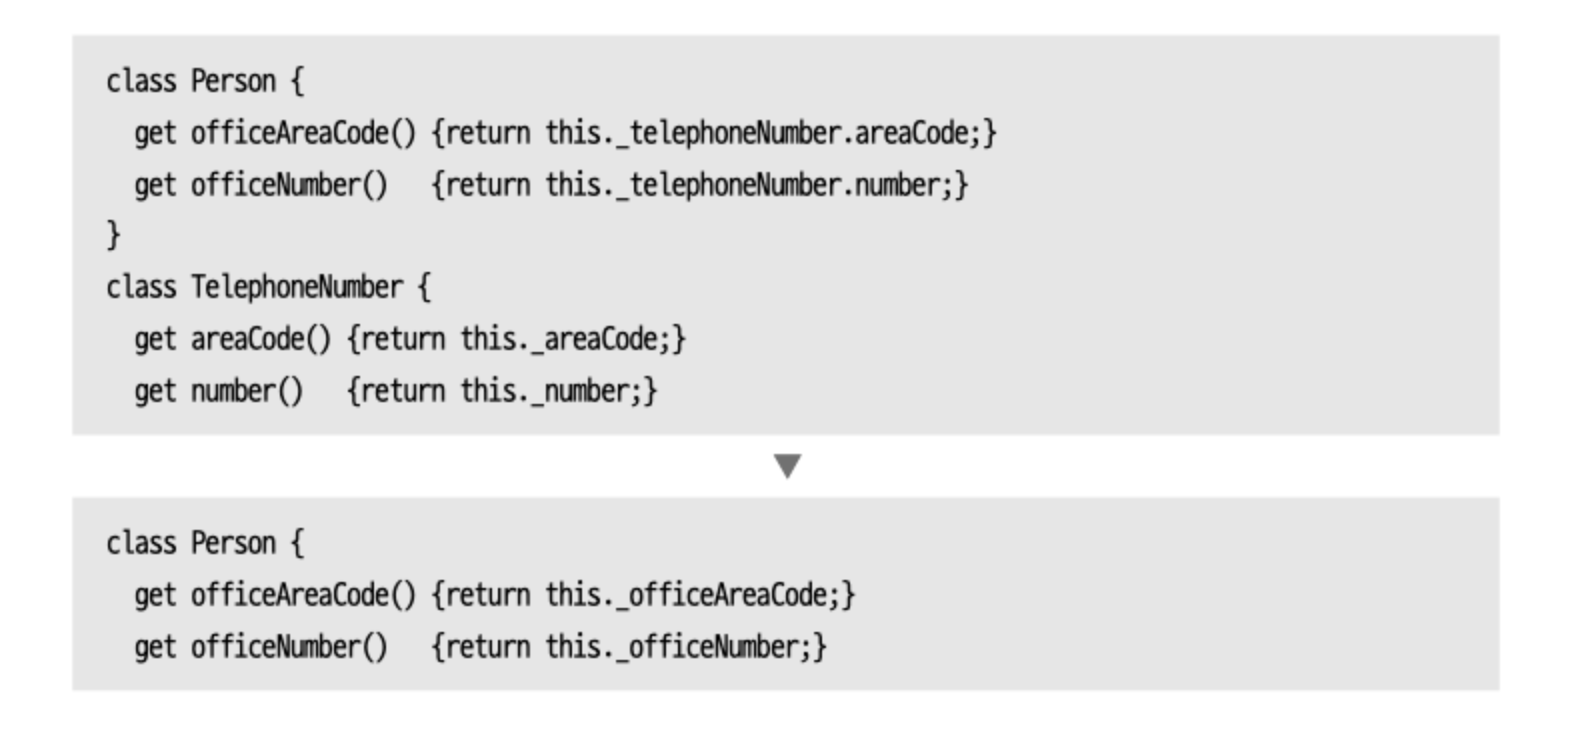 class Person {
  get officeAreaCode() {return this._telephoneNumber.areaCode;}
  get officeNumber()   {return this._telephoneNumber.number;}
}
class TelephoneNumber {
  get areaCode() {return this._areaCode;}
  get number()   {return this._number;}
class Person {
  get officeAreaCode() {return this._officeAreaCode;}
  get officeNumber()   {return this._officeNumber;}